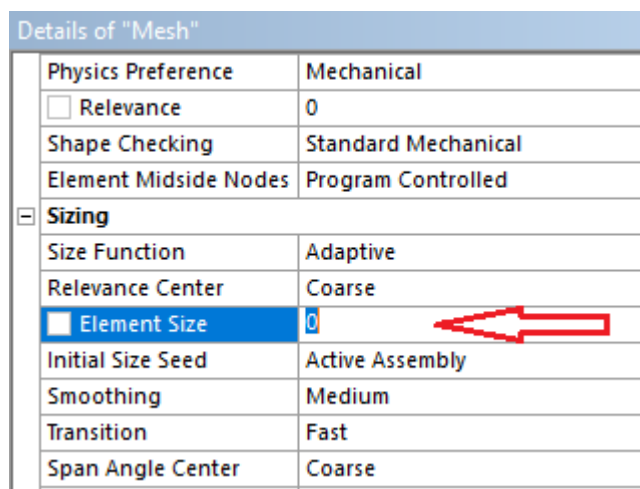 Details of "Mesh"
Physics Preference Mechanical
Relevance 0
Shape Checking Standard Mechanical
Element Midside Nodes Program Controlled
Sizing
Size Function Adaptive
Relevance Center Coarse
Element Size 0
Initial Size Seed Active Assembly
Smoothing Medium
Transition Fast
Span Angle Center Coarse